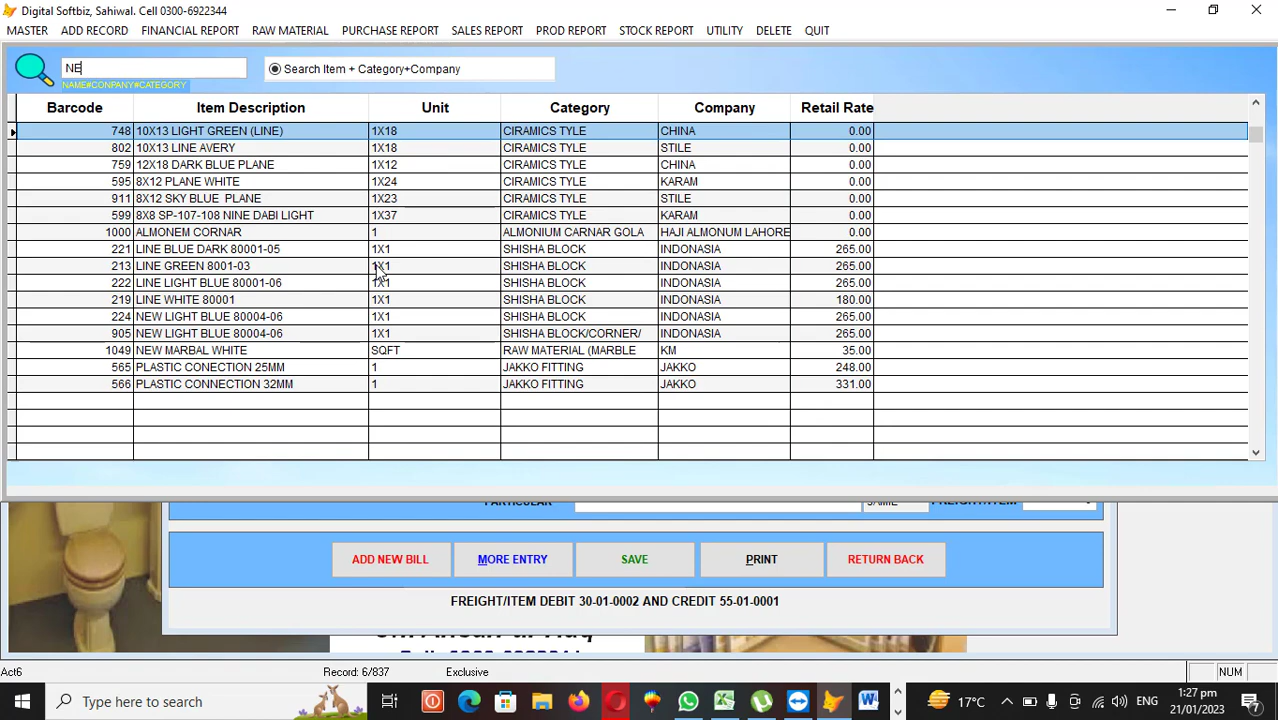 Digital Softbiz, Sahiwal. Cell 0300-6922344
MASTER ADD RECORD FINANCIAL REPORT RAW MATERIAL PURCHASE REPORT SALES REPORT PROD REPORT STOCK REPORT UTILITY DELETE QUIT
NE Search Item + Category+Company
NAME#CONPANY#CATEGORY
Barcode Item Description Unit Category Company Retail Rate
748 10X13 LIGHT GREEN (LINE) 1X18 CIRAMICS TYLE CHINA 0.00
802 10X13 LINE AVERY 1X18 CIRAMICS TYLE STILE 0.00
759 12X18 DARK BLUE PLANE 1X12 CIRAMICS TYLE CHINA 0.00
595 8X12 PLANE WHITE 1X24 CIRAMICS TYLE KARAM 0.00
911 8X12 SKY BLUE PLANE 1X23 CIRAMICS TYLE STILE 0.00
599 8X8 SP-107-108 NINE DABI LIGHT 1X37 CIRAMICS TYLE KARAM 0.00
1000 ALMONEM CORNAR 1 ALMONIUM CARNAR GOLA HAJI ALMONUM LAHORE 0.00
221 LINE BLUE DARK 80001-05 1X1 SHISHA BLOCK INDONASIA 265.00
213 LINE GREEN 8001-03 1X1 SHISHA BLOCK INDONASIA 265.00
222 LINE LIGHT BLUE 80001-06 1X1 SHISHA BLOCK INDONASIA 265.00
219 LINE WHITE 80001 1X1 SHISHA BLOCK INDONASIA 180.00
224 NEW LIGHT BLUE 80004-06 1X1 SHISHA BLOCK INDONASIA 265.00
905 NEW LIGHT BLUE 80004-06 1X1 SHISHA BLOCK/CORNER/ INDONASIA 265.00
1049 NEW MARBAL WHITE SQFT RAW MATERIAL (MARBLE KM 35.00
565 PLASTIC CONECTION 25MM 1 JAKKO FITTING JAKKO 248.00
566 PLASTIC CONNECTION 32MM 1 JAKKO FITTING JAKKO 331.00
PARTICULAR FREIGHT/ITEM
ADD NEW BILL MORE ENTRY SAVE PRINT RETURN BACK
FREIGHT/ITEM DEBIT 30-01-0002 AND CREDIT 55-01-0001
Act6 Record: 6/837 Exclusive NUM
Type here to search 17°C ENG 1:27 pm
21/01/2023 7